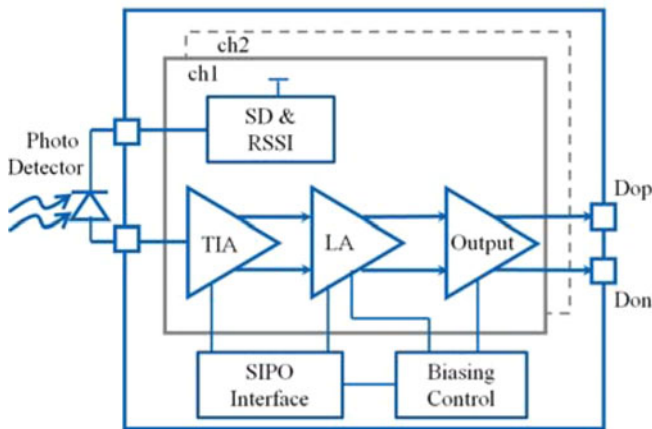 ch2
ch1
SD &
RSSI
Photo
Detector
TIA
LA
Output
Dop
Don
SIPO
Interface
Biasing
Control